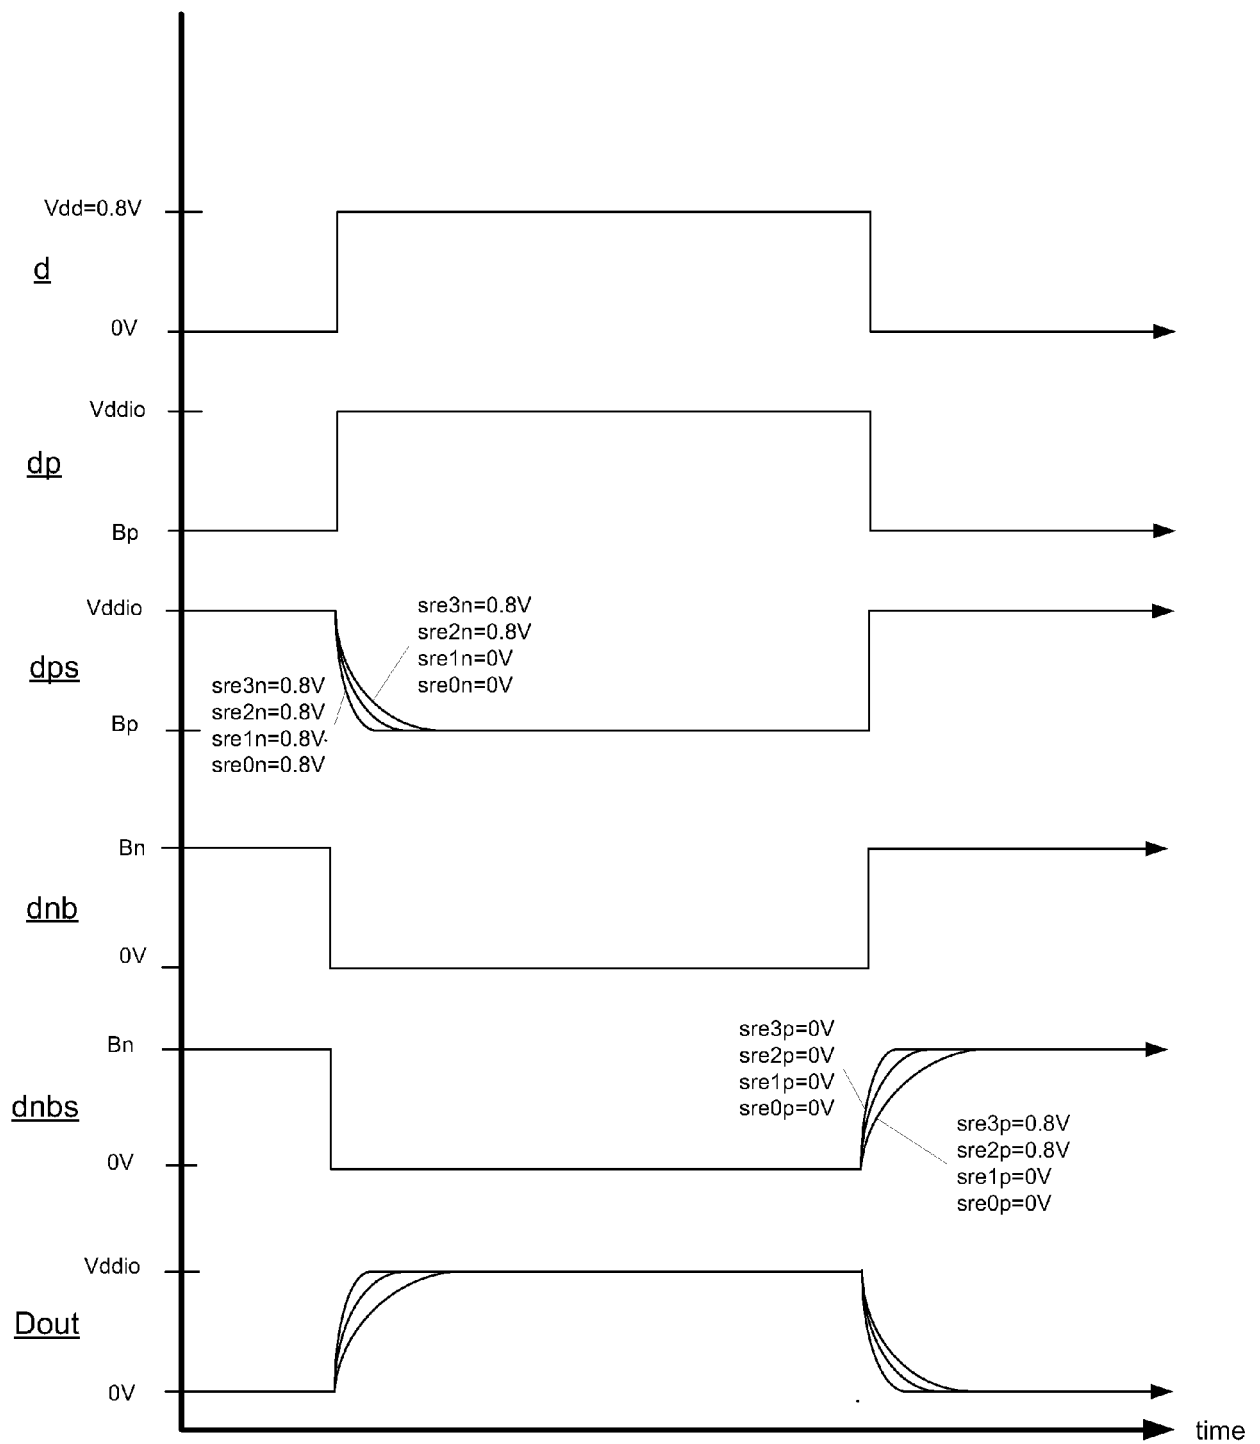 Vdd=0.8V
d
0V
Vddio
dp
Bp
Vddio
dps
Bp
sre3n=0.8V
sre2n=0.8V
sre1n=0V
sre0n=0V
sre3n=0.8V
sre2n=0.8V
sre1n=0.8V
sre0n=0.8V
Bn
dnb
0V
Bn
dnbs
0V
sre3p=0V
sre2p=0V
sre1p=0V
sre0p=0V
sre3p=0.8V
sre2p=0.8V
sre1p=0V
sre0p=0V
Vddio
Dout
0V
time